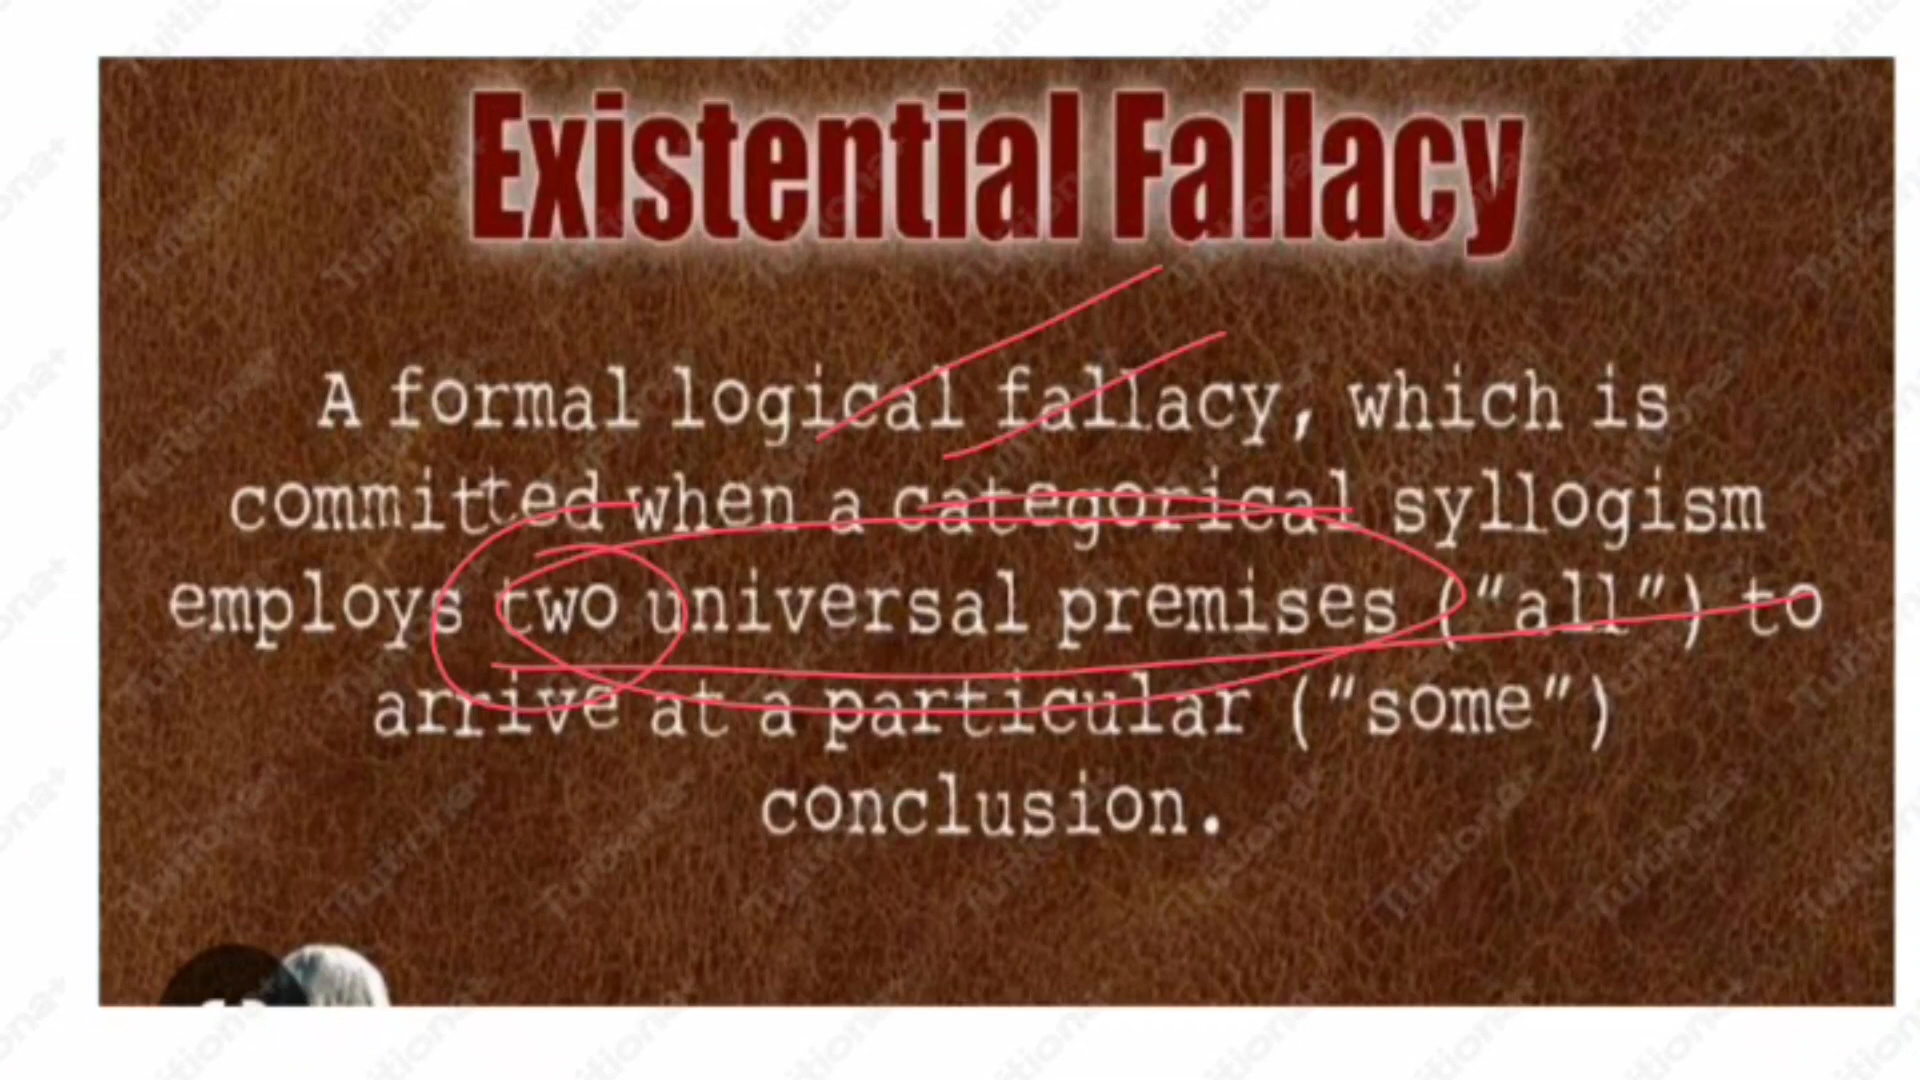 Existential Fallacy
A formal logical fallacy, which is
committed when a categorical syllogism
employs two universal premises ("all") to
arrive at a particular ("some")
conclusion.
Tuitiona+